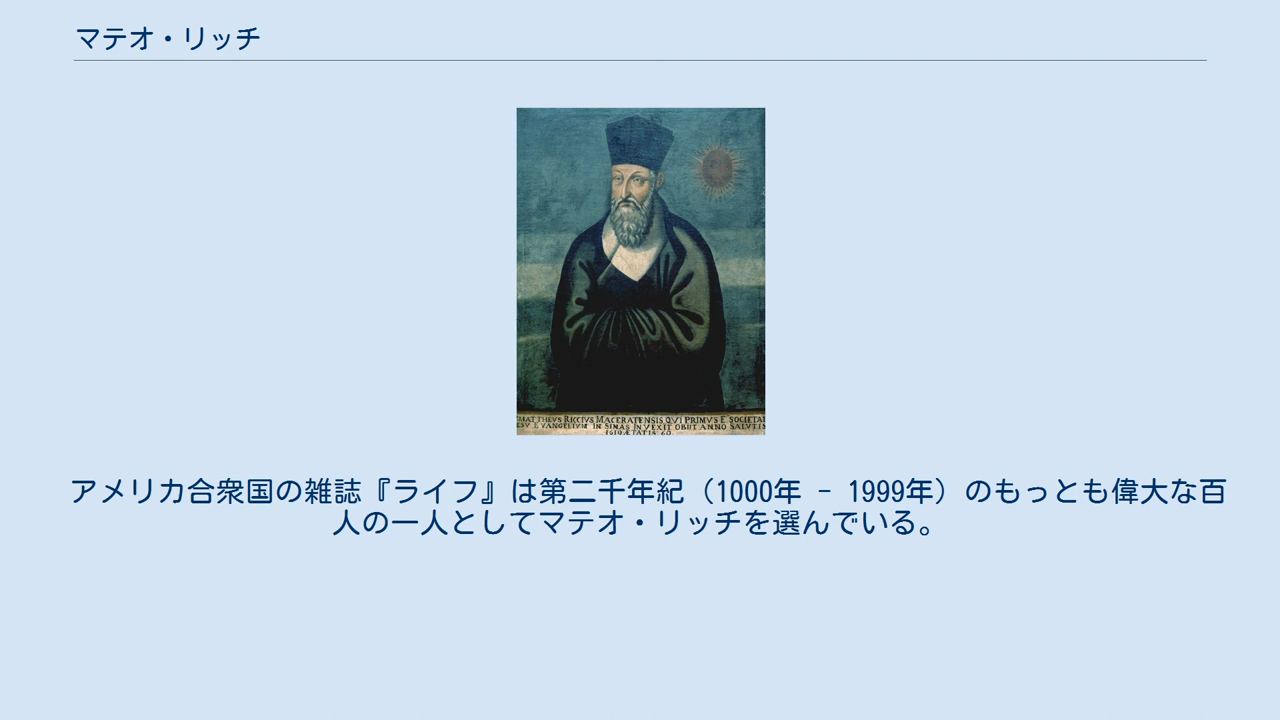 マテオ・リッチ
MATTHEVS RICCIVS MACERATENSIS QVI PRIMVS E SOCIETAE
ESV EVANGELIVM IN SINAS INVEXIT OBIIT ANNO SALVTIS
1610 ÆTATIS 60
アメリカ合衆国の雑誌『ライフ』は第二千年紀（1000年 - 1999年）のもっとも偉大な百
人の一人としてマテオ・リッチを選んでいる。